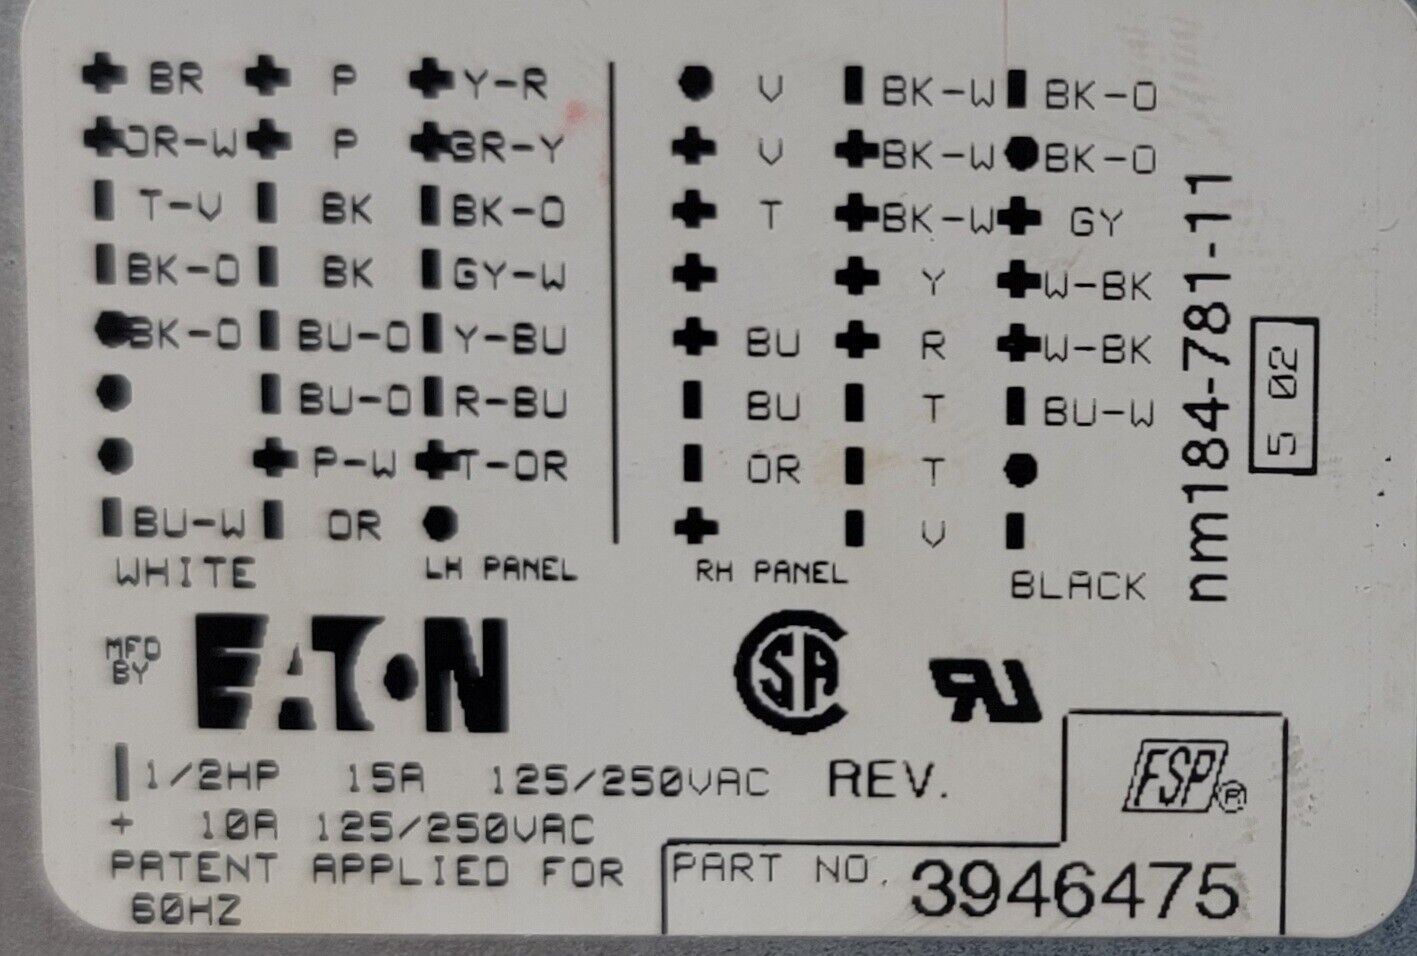 BR P Y-R V BK-W BK-O
OR-W P BR-Y V BK-W BK-O
T-V BK BK-O T BK-W GY
BK-O BK GY-W Y W-BK
BK-O BU-O Y-BU BU R W-BK
BU-O R-BU BU T BU-W
P-W T-OR OR T
BU-W OR V
WHITE LH PANEL RH PANEL BLACK
nm184-781-11
5 02
MFD
BY
EATON
CSA
RU
1/2HP 15A 125/250VAC REV.
FSP®
+ 10A 125/250VAC
PATENT APPLIED FOR
PART NO. 3946475
60HZ